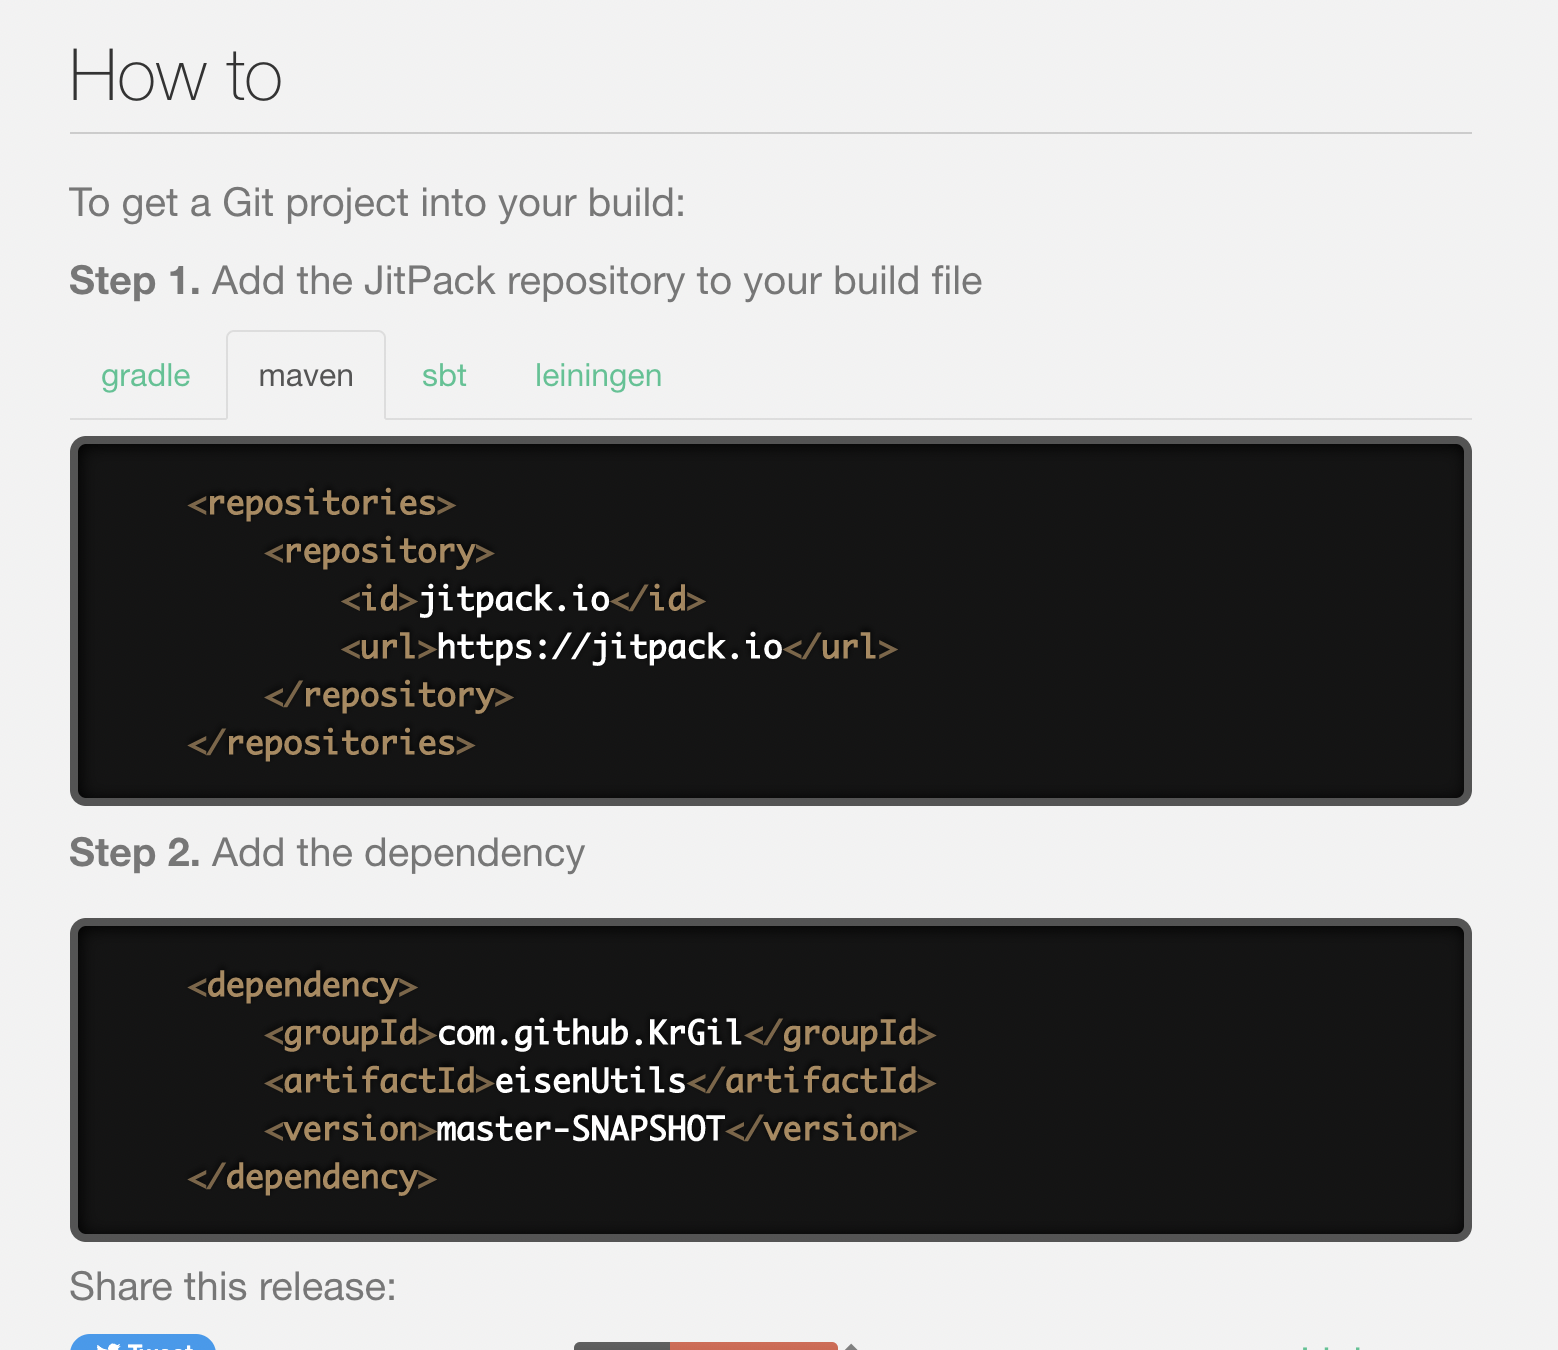 How to
To get a Git project into your build:
Step 1. Add the JitPack repository to your build file
gradle maven sbt leiningen
<repositories>
<repository>
<id>jitpack.io</id>
<url>https://jitpack.io</url>
</repository>
</repositories>
Step 2. Add the dependency
<dependency>
<groupId>com.github.KrGil</groupId>
<artifactId>eisenUtils</artifactId>
<version>master-SNAPSHOT</version>
</dependency>
Share this release:
Tweet